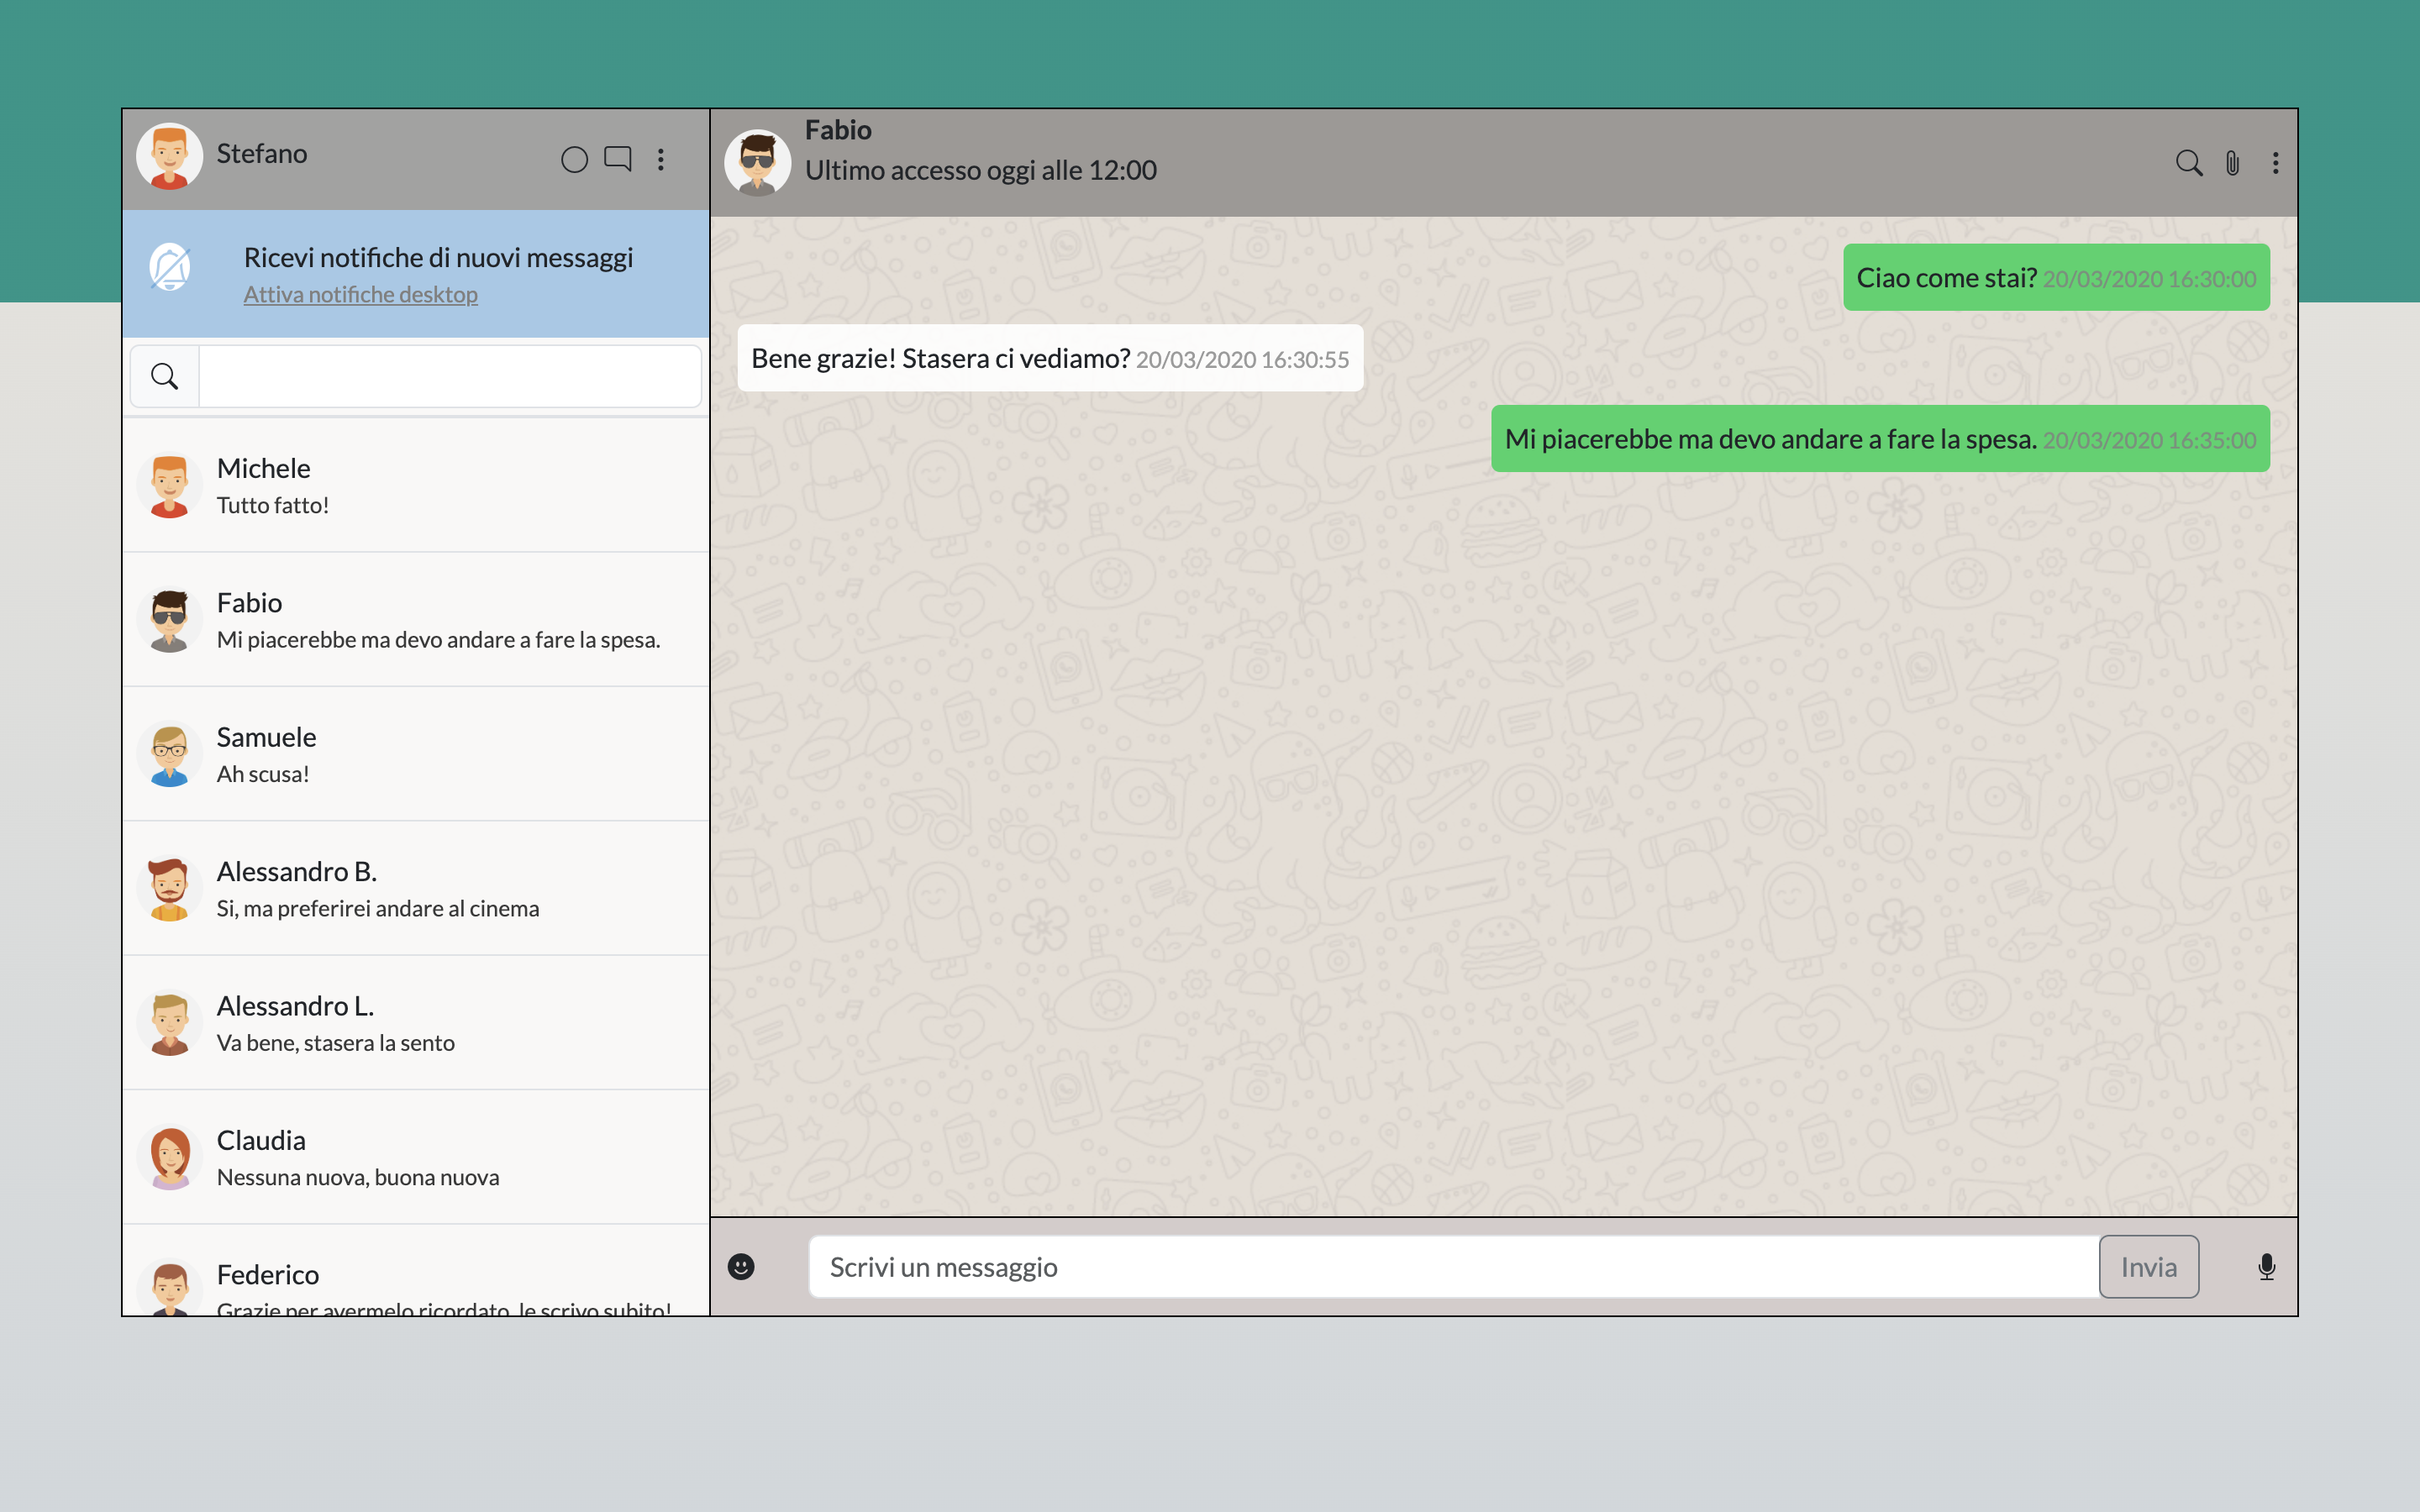 Stefano
Ricevi notifiche di nuovi messaggi
Attiva notifiche desktop
Michele
Tutto fatto!
Fabio
Mi piacerebbe ma devo andare a fare la spesa.
Samuele
Ah scusa!
Alessandro B.
Si, ma preferirei andare al cinema
Alessandro L.
Va bene, stasera la sento
Claudia
Nessuna nuova, buona nuova
Federico
Grazie per avermelo ricordato, le scrivo subito!
Fabio
Ultimo accesso oggi alle 12:00
Ciao come stai? 20/03/2020 16:30:00
Bene grazie! Stasera ci vediamo? 20/03/2020 16:30:55
Mi piacerebbe ma devo andare a fare la spesa. 20/03/2020 16:35:00
Scrivi un messaggio
Invia